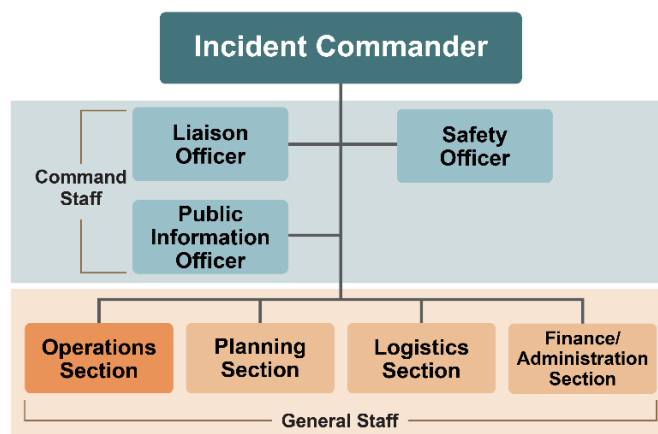 Incident Commander
Liaison
Officer
Safety
Officer
Command
Staff
Public
Information
Officer
Operations
Section
Planning
Section
Logistics
Section
Finance/
Administration
Section
General Staff